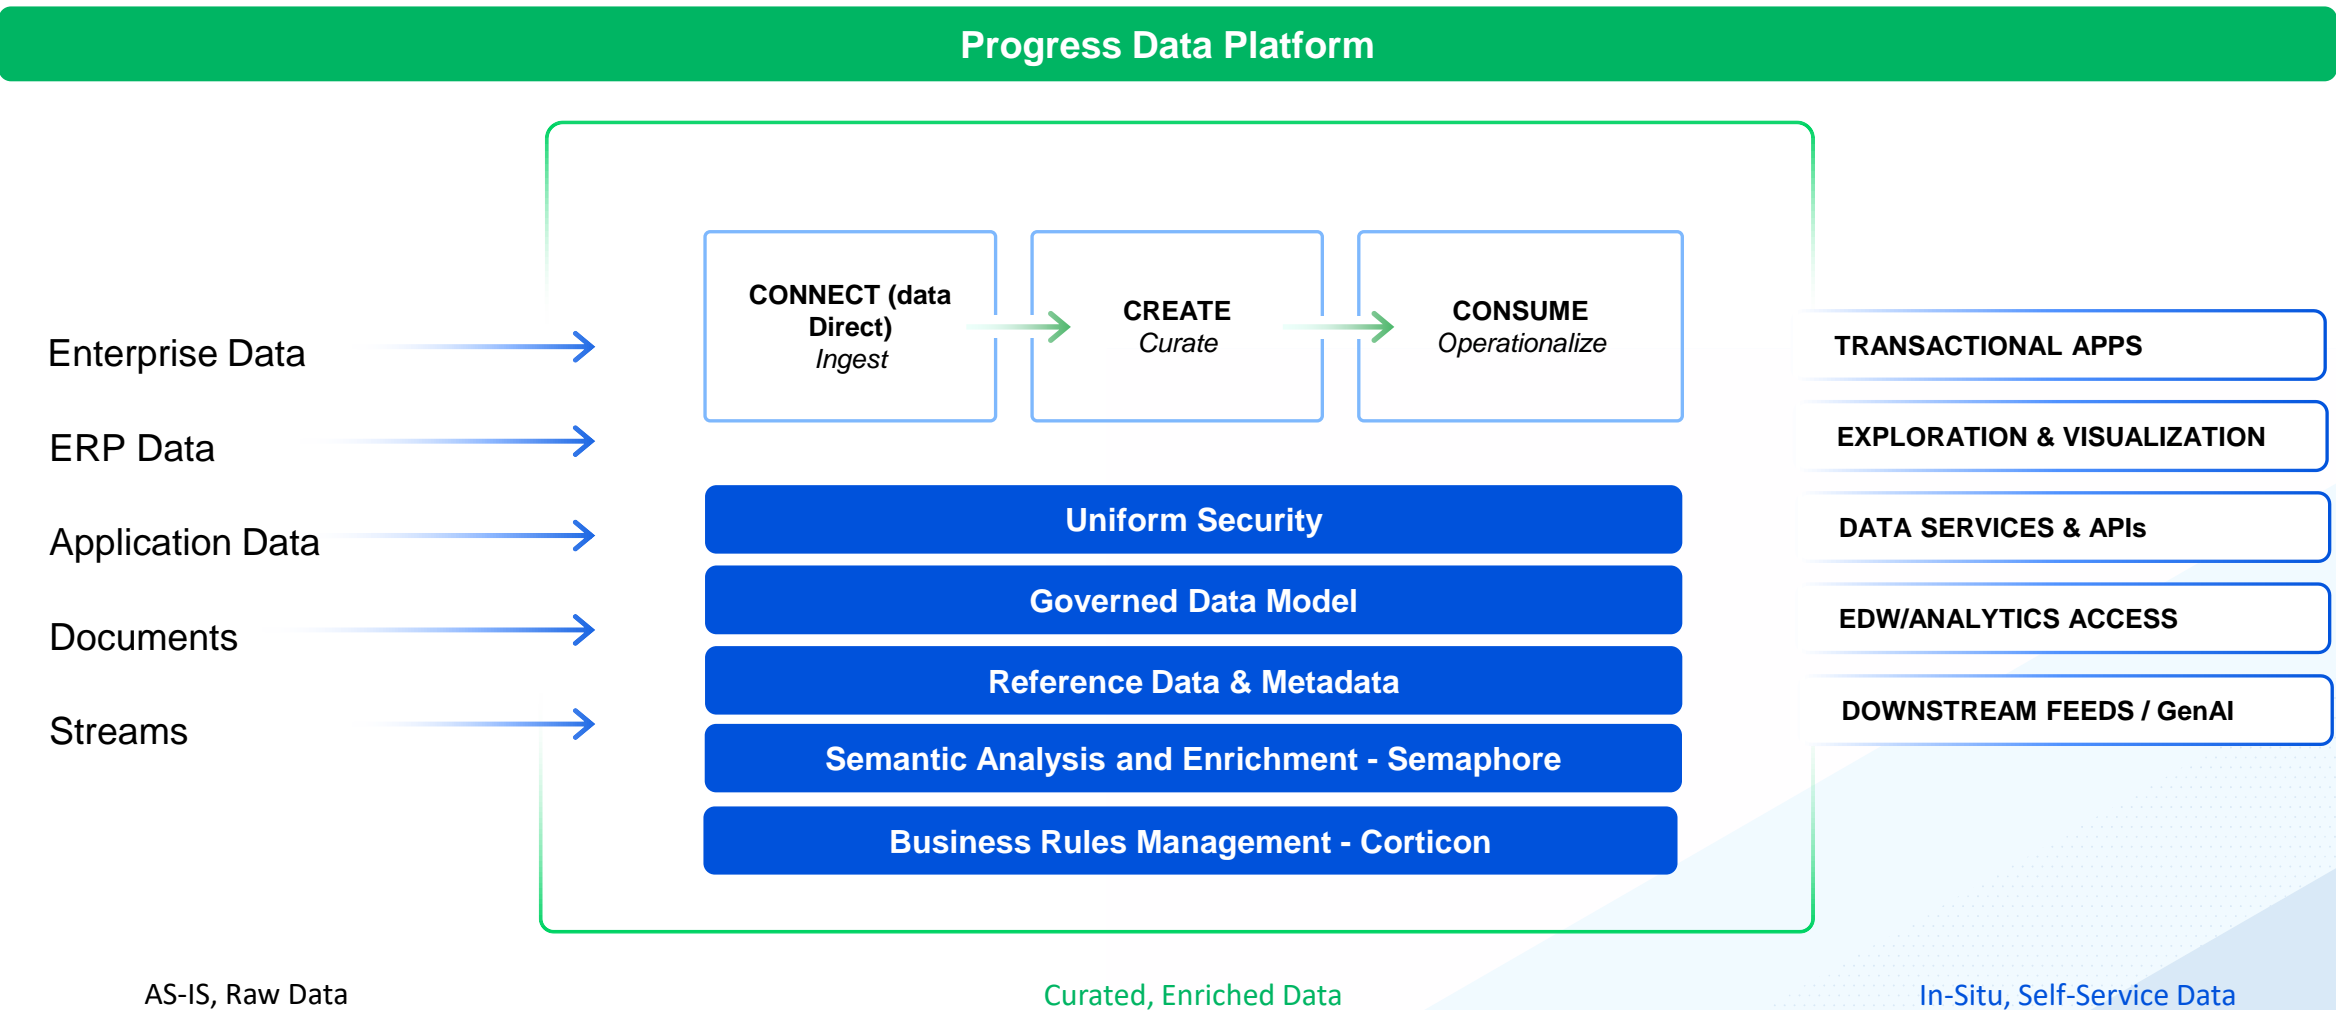 Progress Data Platform
Enterprise Data
ERP Data
Application Data
Documents
Streams
CONNECT (data
Direct)
Ingest
CREATE
Curate
CONSUME
Operationalize
Uniform Security
Governed Data Model
Reference Data & Metadata
Semantic Analysis and Enrichment - Semaphore
Business Rules Management - Corticon
TRANSACTIONAL APPS
EXPLORATION & VISUALIZATION
DATA SERVICES & APIs
EDW/ANALYTICS ACCESS
DOWNSTREAM FEEDS / GenAI
AS-IS, Raw Data
Curated, Enriched Data
In-Situ, Self-Service Data